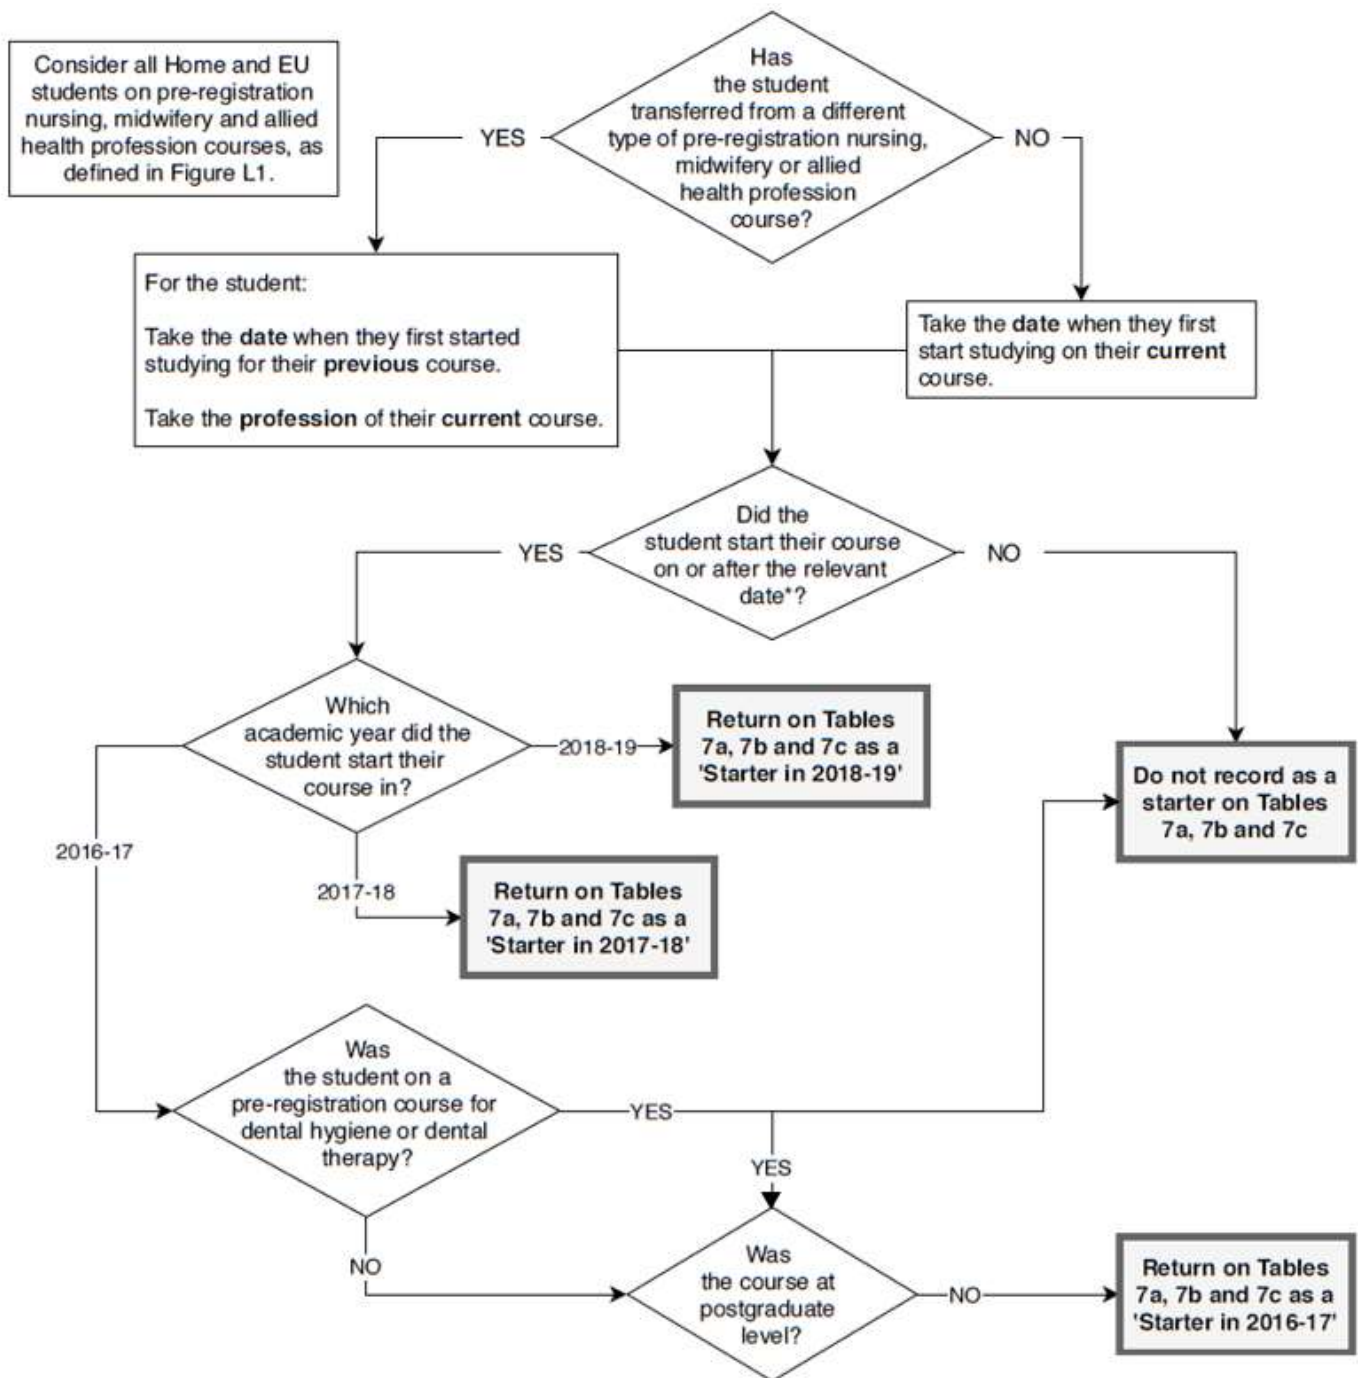 Consider all Home and EU
students on pre-registration
nursing, midwifery and allied
health profession courses, as
defined in Figure L1.
Has
the student
transferred from a different
type of pre-registration nursing,
midwifery or allied
health profession
course?
YES
NO
For the student:
Take the date when they first started
studying for their previous course.
Take the profession of their current course.
Take the date when they first
start studying on their current
course.
Did the
student start their course
on or after the relevant
date*?
YES
NO
Which
academic year did the
student start their
course in?
2018-19
Return on Tables
7a, 7b and 7c as a
'Starter in 2018-19'
Do not record as a
starter on Tables
7a, 7b and 7c
2016-17
2017-18
Return on Tables
7a, 7b and 7c as a
'Starter in 2017-18'
Was
the student on a
pre-registration course for
dental hygiene or dental
therapy?
YES
YES
NO
Was
the course at
postgraduate
level?
NO
Return on Tables
7a, 7b and 7c as a
'Starter in 2016-17'